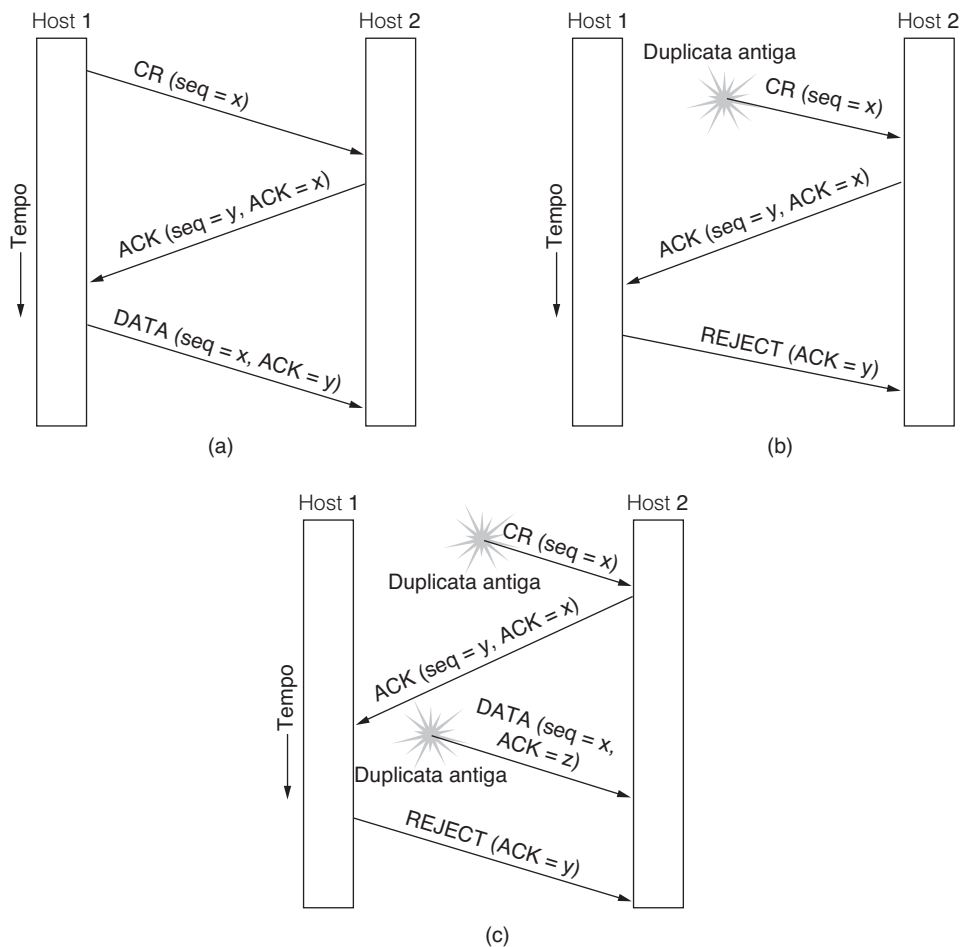 Host 1
Host 2
CR (seq = x)
ACK (seq = y, ACK = x)
DATA (seq = x, ACK = y)
Tempo
(a)
Host 1
Host 2
Duplicata antiga
CR (seq = x)
ACK (seq = y, ACK = x)
REJECT (ACK = y)
Tempo
(b)
Host 1
Host 2
CR (seq = x)
Duplicata antiga
ACK (seq = y, ACK = x)
DATA (seq = x,
ACK = z)
Duplicata antiga
REJECT (ACK = y)
Tempo
(c)